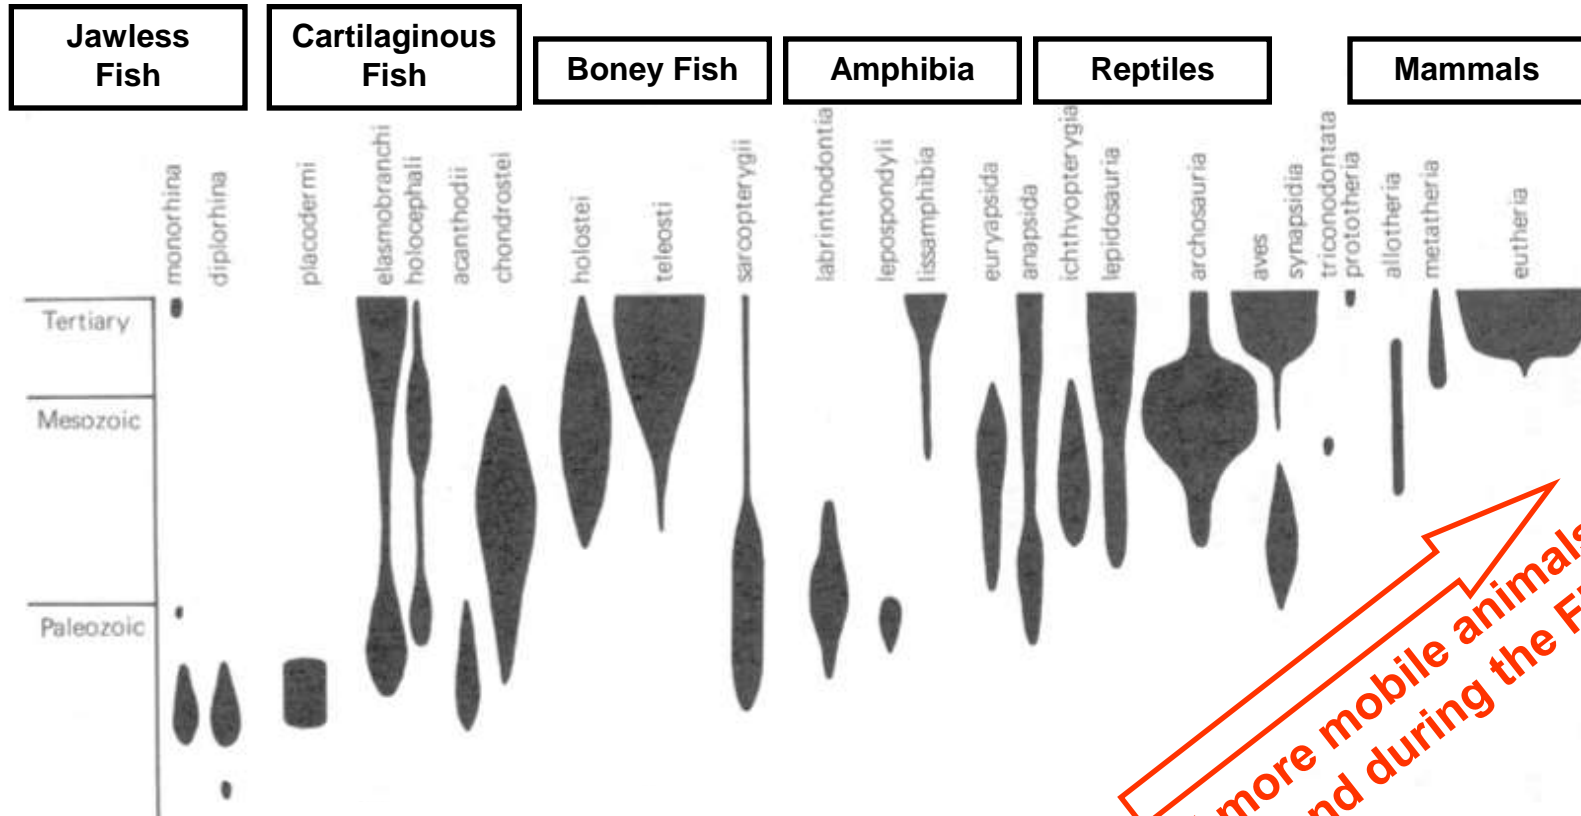 Jawless
Fish
Cartilaginous
Fish
Boney Fish
Amphibia
Reptiles
Mammals
monorhina
diplorhina
placodermi
elasmobranchi
holocephali
acanthodii
chondrostei
holostei
teleosti
sarcopterygii
labrinthodontia
lepospondyli
lissamphibia
euryapsida
anapsida
ichthyopterygia
lepidosauria
archosauria
aves
synapsidia
triconodontata
prototheria
allotheria
metatheria
eutheria
Tertiary
Mesozoic
Paleozoic
more mobile animals
nd during the F